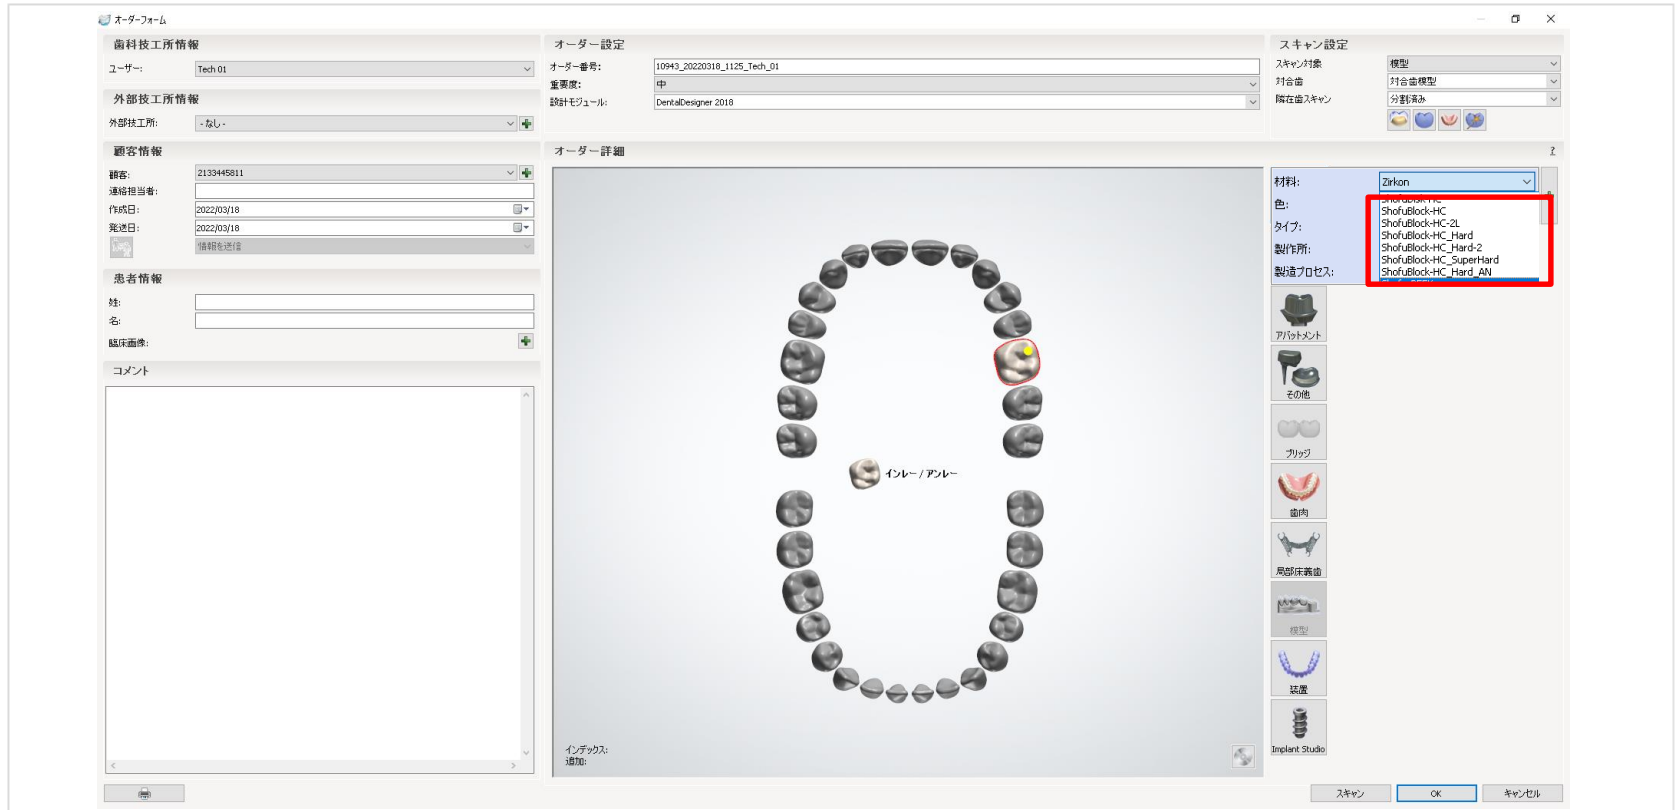 オーダーフォーム
歯科技工所情報
ユーザー:
Tech 01
外部技工所情報
外部技工所:
- なし -
顧客情報
顧客:
2133445811
連絡担当者:
作成日:
2022/03/18
発送日:
2022/03/18
情報を送信
患者情報
姓:
名:
臨床画像:
コメント
オーダー設定
オーダー番号:
10943_20220318_1125_Tech_01
重要度:
中
設計モジュール:
DentalDesigner 2018
スキャン設定
スキャン対象
模型
対合歯
対合歯模型
隣在歯スキャン
分割済み
オーダー詳細
?
インレー / アンレー
インデックス:
追加:
材料:
Zirkon
色:
タイプ:
製作所:
製造プロセス:
ShofuDisk-HC
ShofuBlock-HC
ShofuBlock-HC-2L
ShofuBlock-HC_Hard
ShofuBlock-HC_Hard-2
ShofuBlock-HC_SuperHard
ShofuBlock-HC_Hard_AN
アバットメント
その他
ブリッジ
歯肉
局部床義歯
模型
装置
Implant Studio
スキャン
OK
キャンセル